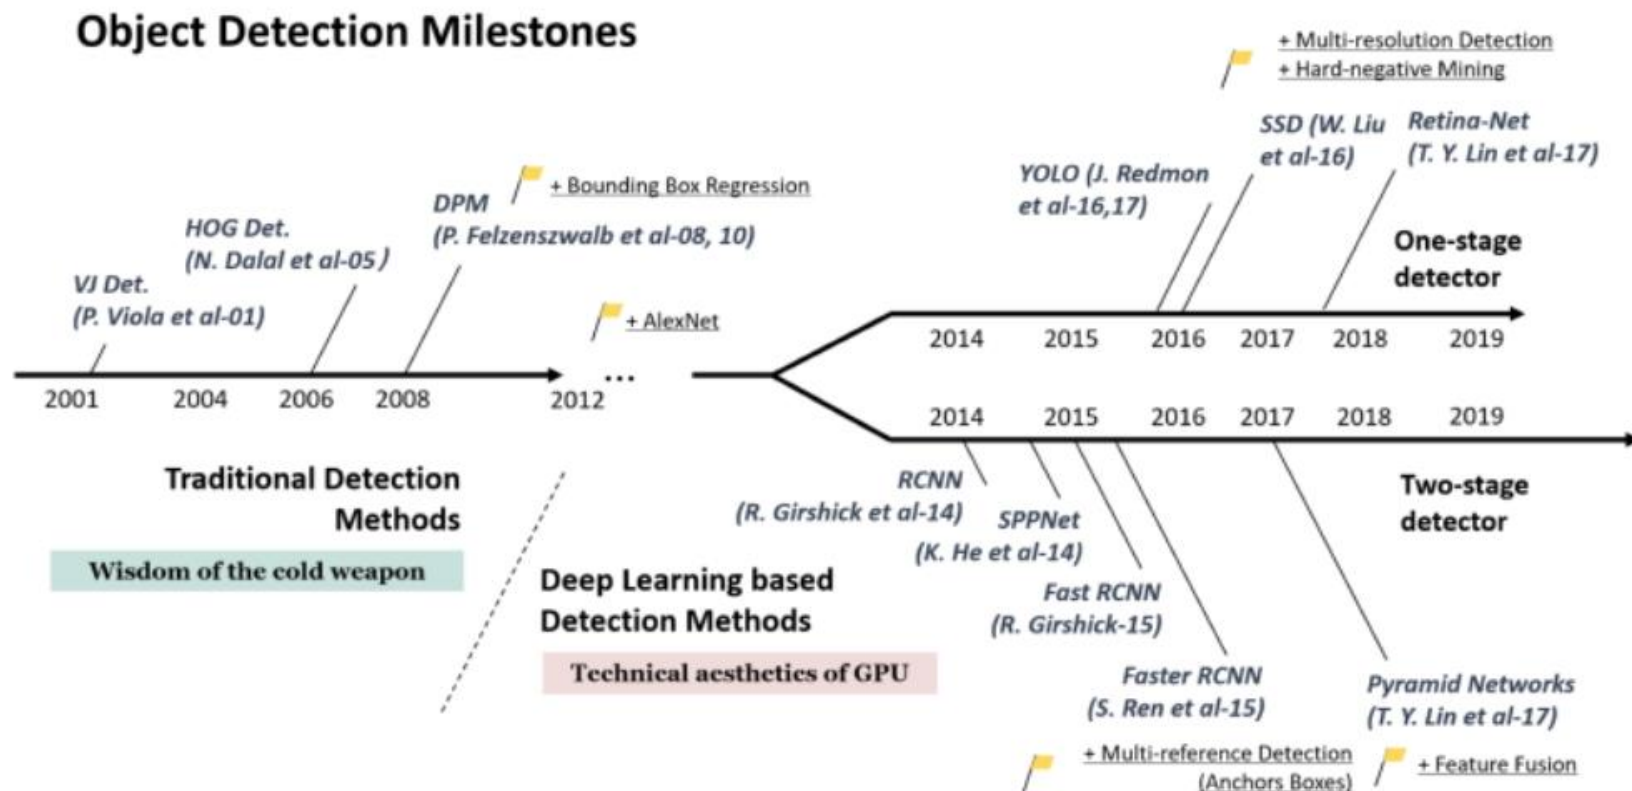 Object Detection Milestones
+ Multi-resolution Detection
+ Hard-negative Mining
SSD (W. Liu
et al-16)
Retina-Net
(T. Y. Lin et al-17)
YOLO (J. Redmon
et al-16,17)
+ Bounding Box Regression
DPM
(P. Felzenszwalb et al-08, 10)
HOG Det.
(N. Dalal et al-05)
VJ Det.
(P. Viola et al-01)
One-stage
detector
+ AlexNet
2014 2015 2016 2017 2018 2019
...
2001 2004 2006 2008 2012
2014 2015 2016 2017 2018 2019
Traditional Detection
Methods
Wisdom of the cold weapon
RCNN
(R. Girshick et al-14)
SPPNet
(K. He et al-14)
Two-stage
detector
Deep Learning based
Detection Methods
Technical aesthetics of GPU
Fast RCNN
(R. Girshick-15)
Faster RCNN
(S. Ren et al-15)
Pyramid Networks
(T. Y. Lin et al-17)
+ Multi-reference Detection
(Anchors Boxes)
+ Feature Fusion